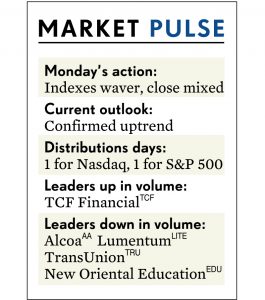 MARKET PULSE
Monday's action:
Indexes waver, close mixed
Current outlook:
Confirmed uptrend
Distributions days:
1 for Nasdaq, 1 for S&P 500
Leaders up in volume:
TCF Financial TCF
Leaders down in volume:
Alcoa AA Lumentum LITE
TransUnion TRU
New Oriental Education EDU